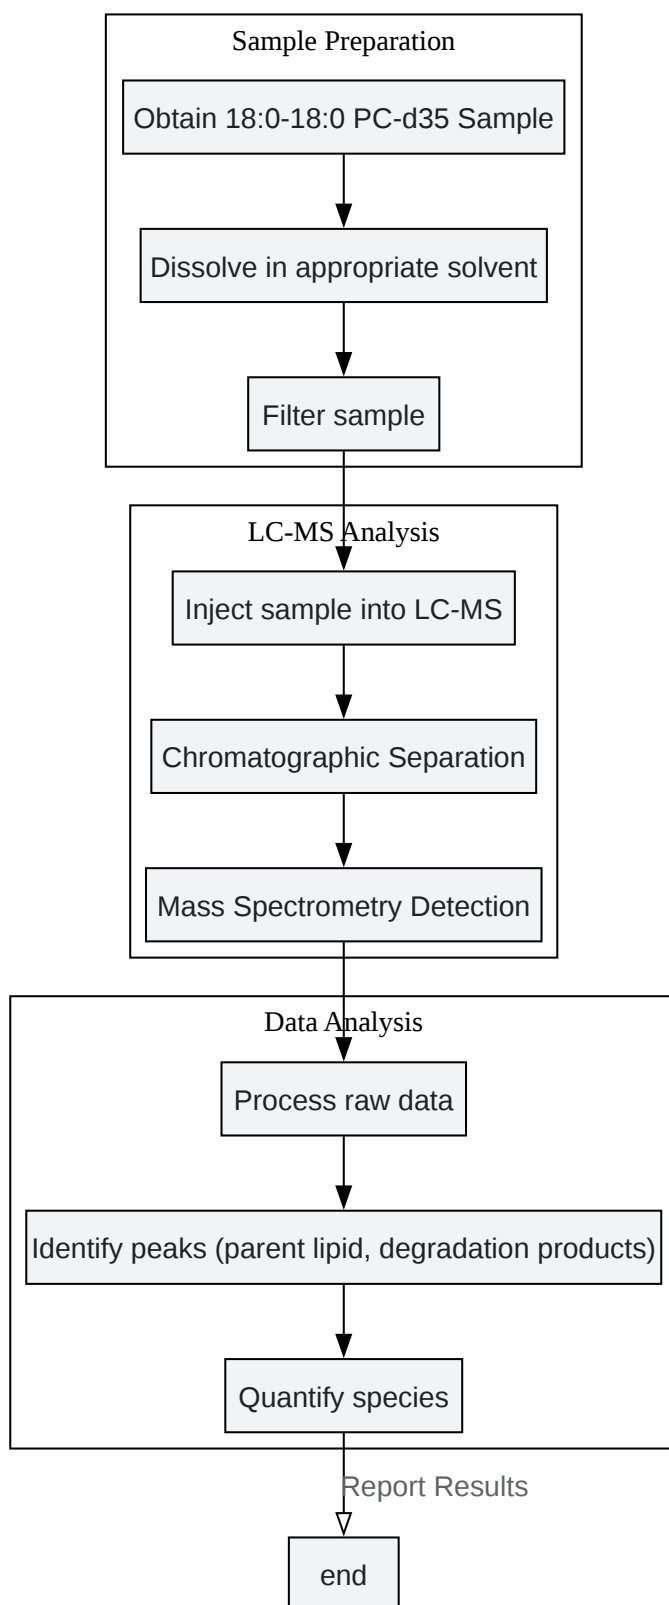 Sample Preparation
Obtain 18:0-18:0 PC-d35 Sample
Dissolve in appropriate solvent
Filter sample
LC-MS Analysis
Inject sample into LC-MS
Chromatographic Separation
Mass Spectrometry Detection
Data Analysis
Process raw data
Identify peaks (parent lipid, degradation products)
Quantify species
Report Results
end